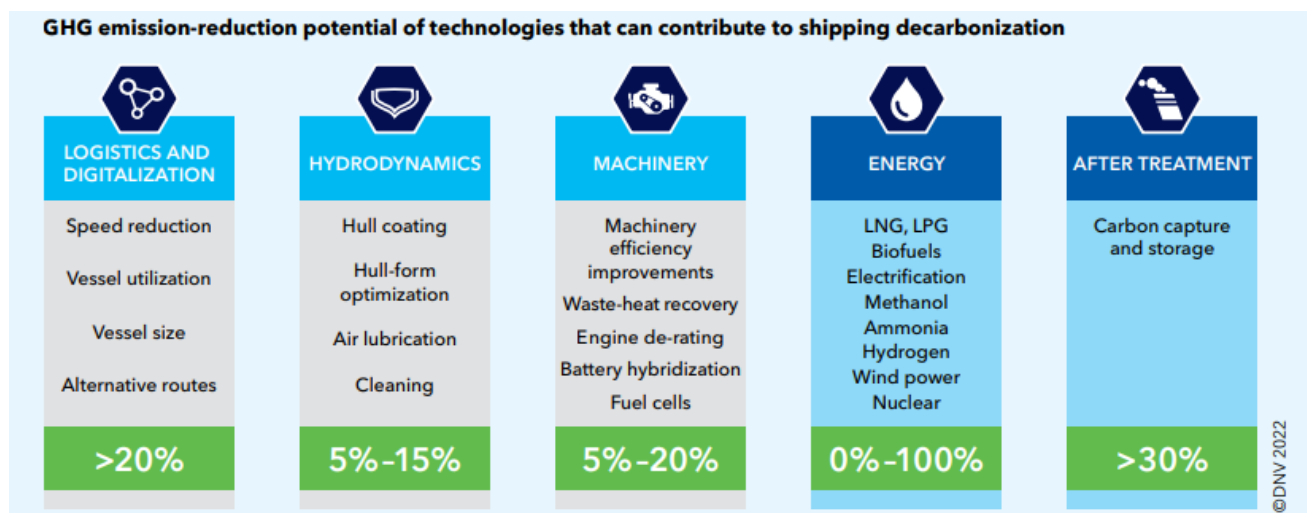 GHG emission-reduction potential of technologies that can contribute to shipping decarbonization
LOGISTICS AND
DIGITALIZATION
Speed reduction
Vessel utilization
Vessel size
Alternative routes
>20%
HYDRODYNAMICS
Hull coating
Hull-form
optimization
Air lubrication
Cleaning
5%–15%
MACHINERY
Machinery
efficiency
improvements
Waste-heat recovery
Engine de-rating
Battery hybridization
Fuel cells
5%–20%
ENERGY
LNG, LPG
Biofuels
Electrification
Methanol
Ammonia
Hydrogen
Wind power
Nuclear
0%–100%
AFTER TREATMENT
Carbon capture
and storage
>30%
©DNV 2022